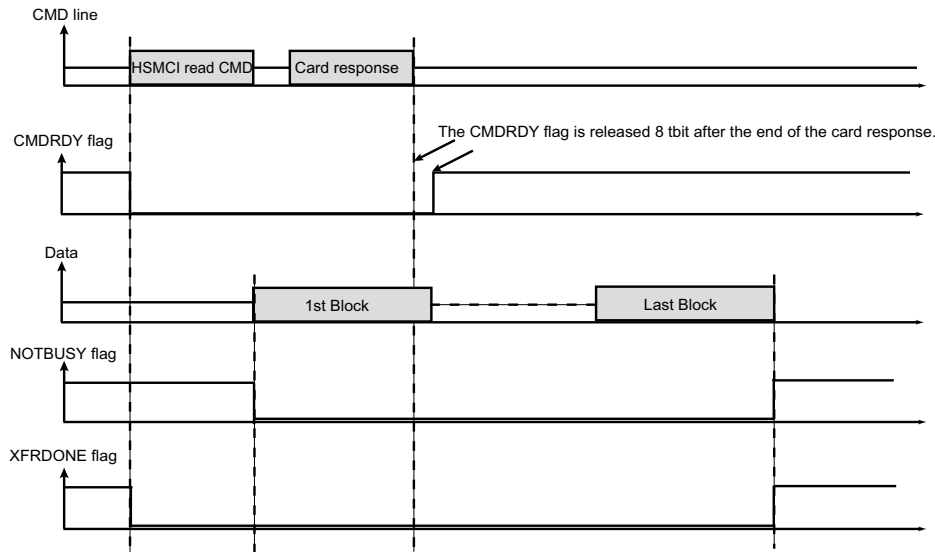 CMD line
HSMCI read CMD
Card response
The CMDRDY flag is released 8 tbit after the end of the card response.
CMDRDY flag
Data
1st Block
Last Block
NOTBUSY flag
XFRDONE flag